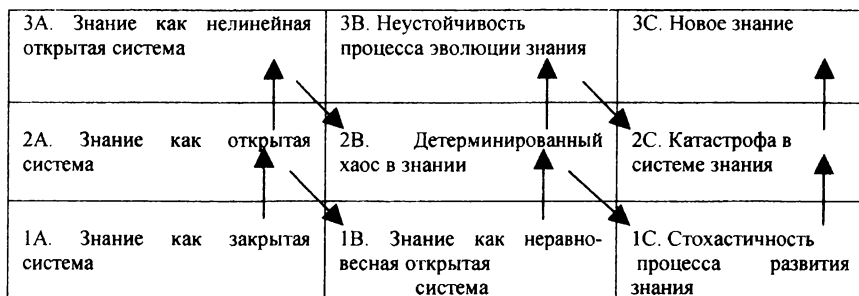 3А. Знание как нелинейная
открытая система
3В. Неустойчивость
процесса эволюции знания
3С. Новое знание
2А. Знание как открытая
система
2В. Детерминированный
хаос в знании
2С. Катастрофа в
системе знания
1А. Знание как закрытая
система
1В. Знание как неравно-
весная открытая
система
1С. Стохастичность
процесса развития
знания